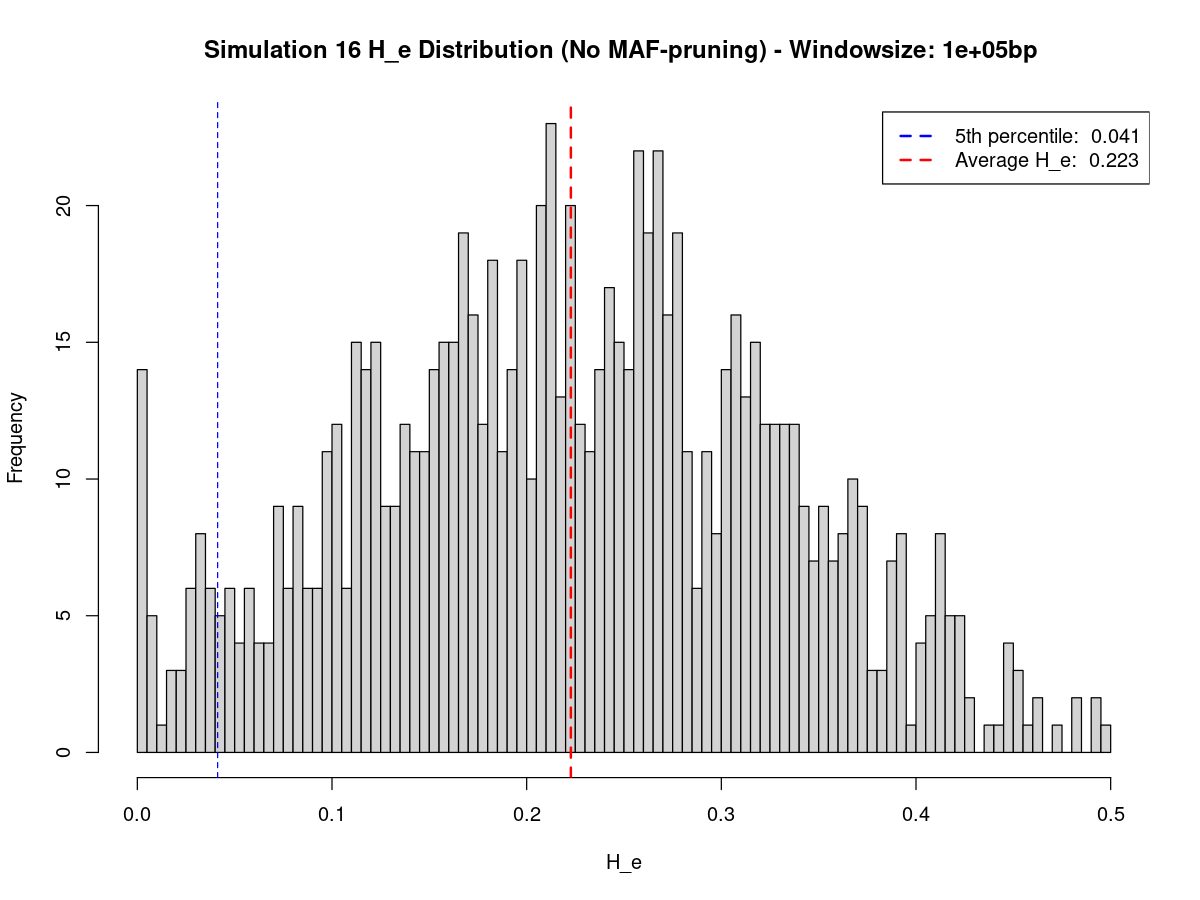 Simulation 16 H_e Distribution (No MAF-pruning) - Windowsize: 1e+05bp
5th percentile: 0.041
Average H_e: 0.223
Frequency
20
15
10
5
0
0.0 0.1 0.2 0.3 0.4 0.5
H_e